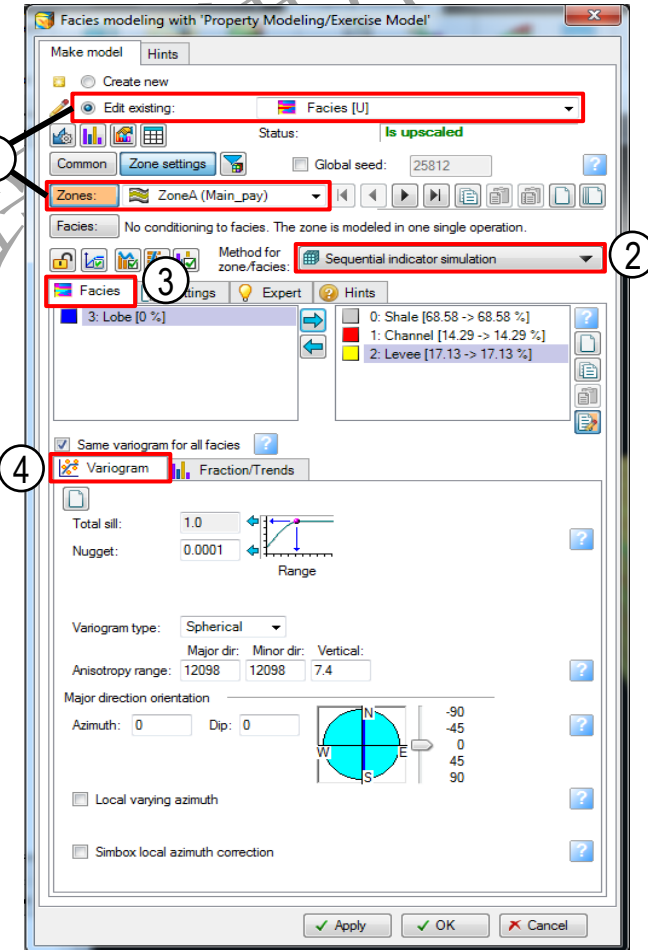 Facies modeling with 'Property Modeling/Exercise Model'
Make model Hints
Create new
Edit existing: Facies [U]
Status: Is upscaled
Common Zone settings Global seed: 25812 ?
Zones: ZoneA (Main_pay)
Facies: No conditioning to facies. The zone is modeled in one single operation.
Method for
zone/facies: Sequential indicator simulation 2
3
Facies ttings Expert Hints
3: Lobe [0 %] 0: Shale [68.58 -> 68.58 %] ?
1: Channel [14.29 -> 14.29 %]
2: Levee [17.13 -> 17.13 %]
Same variogram for all facies ?
4 Variogram Fraction/Trends
Total sill: 1.0
Nugget: 0.0001 ?
Range
Variogram type: Spherical
Major dir: Minor dir: Vertical:
Anisotropy range: 12098 12098 7.4 ?
Major direction orientation
Azimuth: 0 Dip: 0 N W E S -90 -45 0 45 90 ?
Local varying azimuth ?
Simbox local azimuth correction ?
Apply OK Cancel